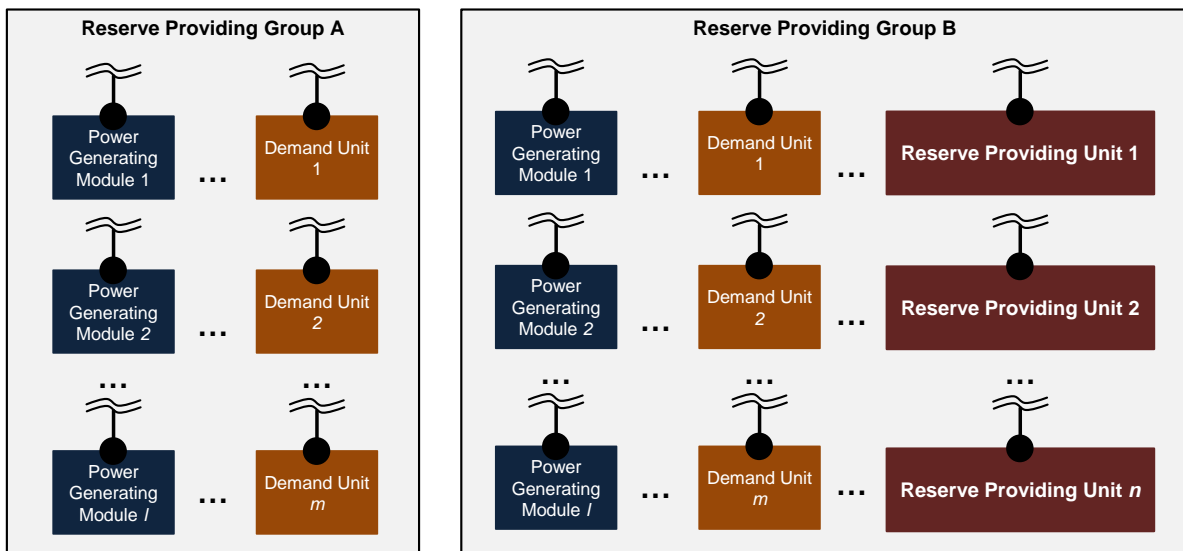 Reserve Providing Group A
Power
Generating
Module 1
...
Demand Unit
1
Power
Generating
Module 2
...
Demand Unit
2
...
...
Power
Generating
Module l
...
Demand Unit
m
Reserve Providing Group B
Power
Generating
Module 1
...
Demand Unit
1
...
Reserve Providing Unit 1
Power
Generating
Module 2
...
Demand Unit
2
...
Reserve Providing Unit 2
...
...
...
Power
Generating
Module l
...
Demand Unit
m
...
Reserve Providing Unit n